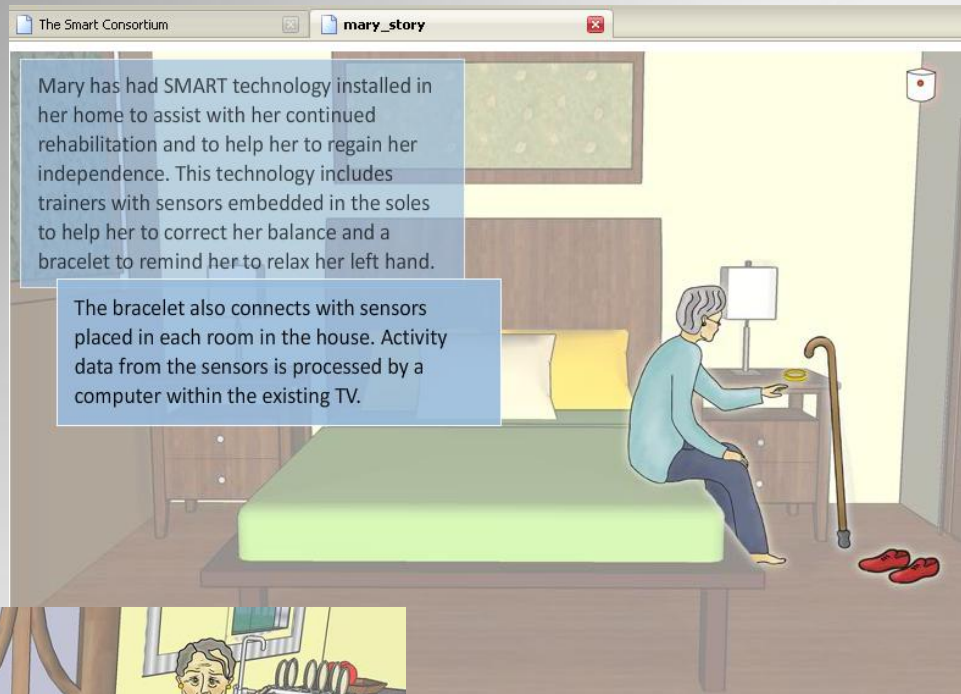 The Smart Consortium
mary_story
Mary has had SMART technology installed in
her home to assist with her continued
rehabilitation and to help her to regain her
independence. This technology includes
trainers with sensors embedded in the soles
to help her to correct her balance and a
bracelet to remind her to relax her left hand.
The bracelet also connects with sensors
placed in each room in the house. Activity
data from the sensors is processed by a
computer within the existing TV.